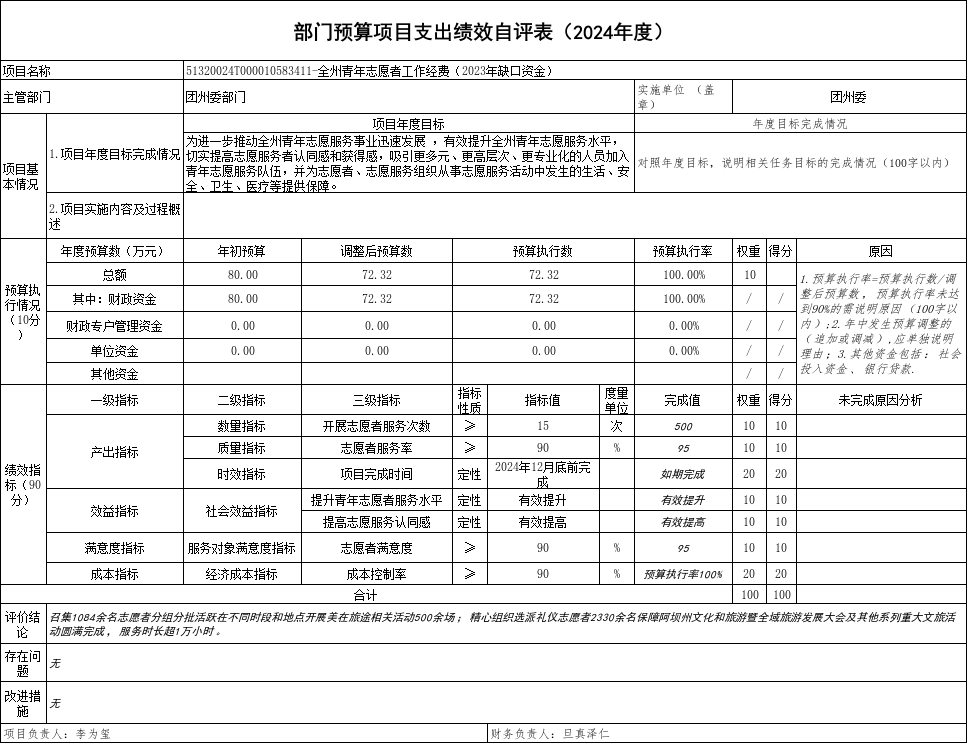 部门预算项目支出绩效自评表（2024年度）
项目名称 51320024T000010583411-全州青年志愿者工作经费（2023年缺口资金）
主管部门 团州委部门 实施单位 （盖章） 团州委
项目基本情况
1.项目年度目标完成情况
项目年度目标 年度目标完成情况
为进一步推动全州青年志愿服务事业迅速发展 ，有效提升全州青年志愿服务水平，
切实提高志愿服务者认同感和获得感，吸引更多元、更高层次、更专业化的人员加入
青年志愿服务队伍，并为志愿者、志愿服务组织从事志愿服务活动中发生的生活、安
全、卫生、医疗等提供保障。
对照年度目标，说明相关任务目标的完成情况（100字以内）
2.项目实施内容及过程概述
预算执行情况（10分）
年度预算数（万元） 年初预算 调整后预算数 预算执行数 预算执行率 权重 得分 原因
总额 80.00 72.32 72.32 100.00% 10
其中：财政资金 80.00 72.32 72.32 100.00% / /
财政专户管理资金 0.00 0.00 0.00 0.00% / /
单位资金 0.00 0.00 0.00 0.00% / /
其他资金 / /
1.预算执行率=预算执行数/调
整后预算数， 预算执行率未达
到90%的需说明原因（100字以
内）;2.年中发生预算调整的
（追加或调减）,应单独说明
理由；3.其他资金包括：社会
投入资金、 银行贷款.
绩效指标（90分）
一级指标 二级指标 三级指标 指标性质 指标值 度量单位 完成值 权重 得分 未完成原因分析
产出指标
数量指标 开展志愿者服务次数 ≥ 15 次 500 10 10
质量指标 志愿者服务率 ≥ 90 % 95 10 10
时效指标 项目完成时间 定性 2024年12月底前完成 如期完成 20 20
效益指标 社会效益指标
提升青年志愿者服务水平 定性 有效提升 有效提升 10 10
提高志愿服务认同感 定性 有效提高 有效提高 10 10
满意度指标 服务对象满意度指标 志愿者满意度 ≥ 90 % 95 10 10
成本指标 经济成本指标 成本控制率 ≥ 90 % 预算执行率100% 20 20
合计 100 100
评价结论
召集1084余名志愿者分组分批活跃在不同时段和地点开展美在旅途相关活动500余场； 精心组织选派礼仪志愿者2330余名保障阿坝州文化和旅游暨全域旅游发展大会及其他系列重大文旅活
动圆满完成， 服务时长超1万小时。
存在问题 无
改进措施 无
项目负责人：李为玺 财务负责人：旦真泽仁